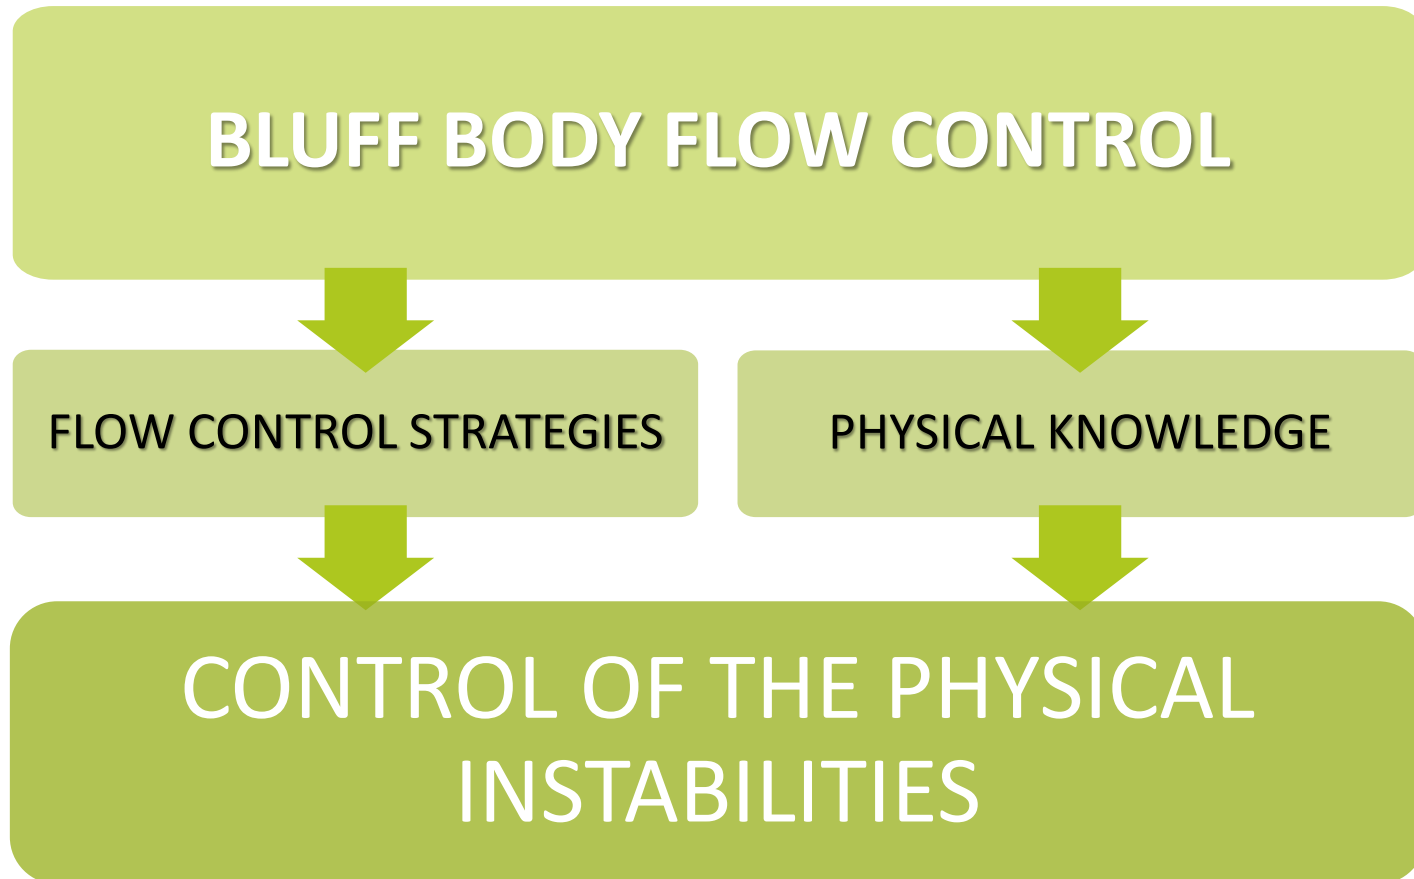 BLUFF BODY FLOW CONTROL
FLOW CONTROL STRATEGIES
PHYSICAL KNOWLEDGE
CONTROL OF THE PHYSICAL
INSTABILITIES